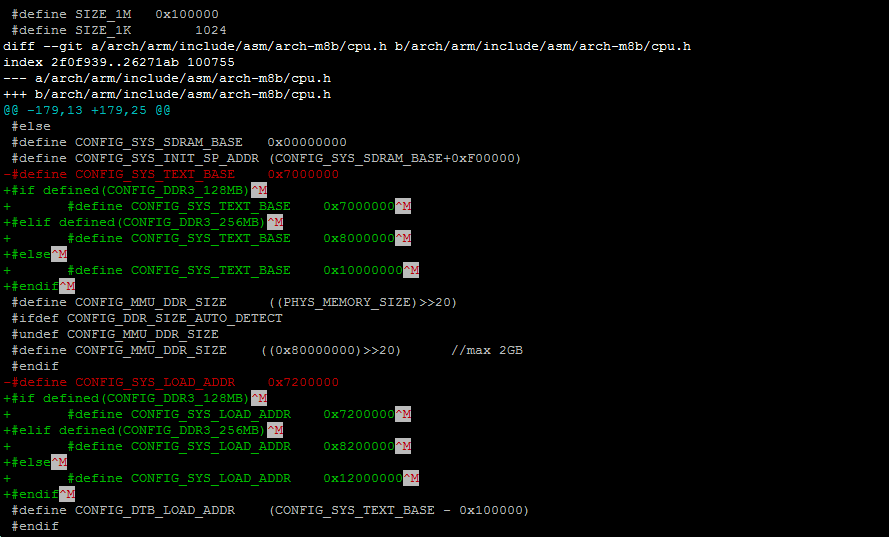 #define SIZE_1M   0x100000
#define SIZE_1K        1024
diff --git a/arch/arm/include/asm/arch-m8b/cpu.h b/arch/arm/include/asm/arch-m8b/cpu.h
index 2f0f939..26271ab 100755
--- a/arch/arm/include/asm/arch-m8b/cpu.h
+++ b/arch/arm/include/asm/arch-m8b/cpu.h
@@ -179,13 +179,25 @@
 #else
 #define CONFIG_SYS_SDRAM_BASE   0x00000000
 #define CONFIG_SYS_INIT_SP_ADDR (CONFIG_SYS_SDRAM_BASE+0xF00000)
-#define CONFIG_SYS_TEXT_BASE    0x7000000
+#if defined(CONFIG_DDR3_128MB)^M
+       #define CONFIG_SYS_TEXT_BASE    0x7000000^M
+#elif defined(CONFIG_DDR3_256MB)^M
+       #define CONFIG_SYS_TEXT_BASE    0x8000000^M
+#else^M
+       #define CONFIG_SYS_TEXT_BASE    0x10000000^M
+#endif^M
 #define CONFIG_MMU_DDR_SIZE     ((PHYS_MEMORY_SIZE)>>20)
 #ifdef CONFIG_DDR_SIZE_AUTO_DETECT
 #undef CONFIG_MMU_DDR_SIZE
 #define CONFIG_MMU_DDR_SIZE    ((0x80000000)>>20)      //max 2GB
 #endif
-#define CONFIG_SYS_LOAD_ADDR    0x7200000
+#if defined(CONFIG_DDR3_128MB)^M
+       #define CONFIG_SYS_LOAD_ADDR    0x7200000^M
+#elif defined(CONFIG_DDR3_256MB)^M
+       #define CONFIG_SYS_LOAD_ADDR    0x8200000^M
+#else^M
+       #define CONFIG_SYS_LOAD_ADDR    0x12000000^M
+#endif^M
 #define CONFIG_DTB_LOAD_ADDR    (CONFIG_SYS_TEXT_BASE - 0x100000)
 #endif